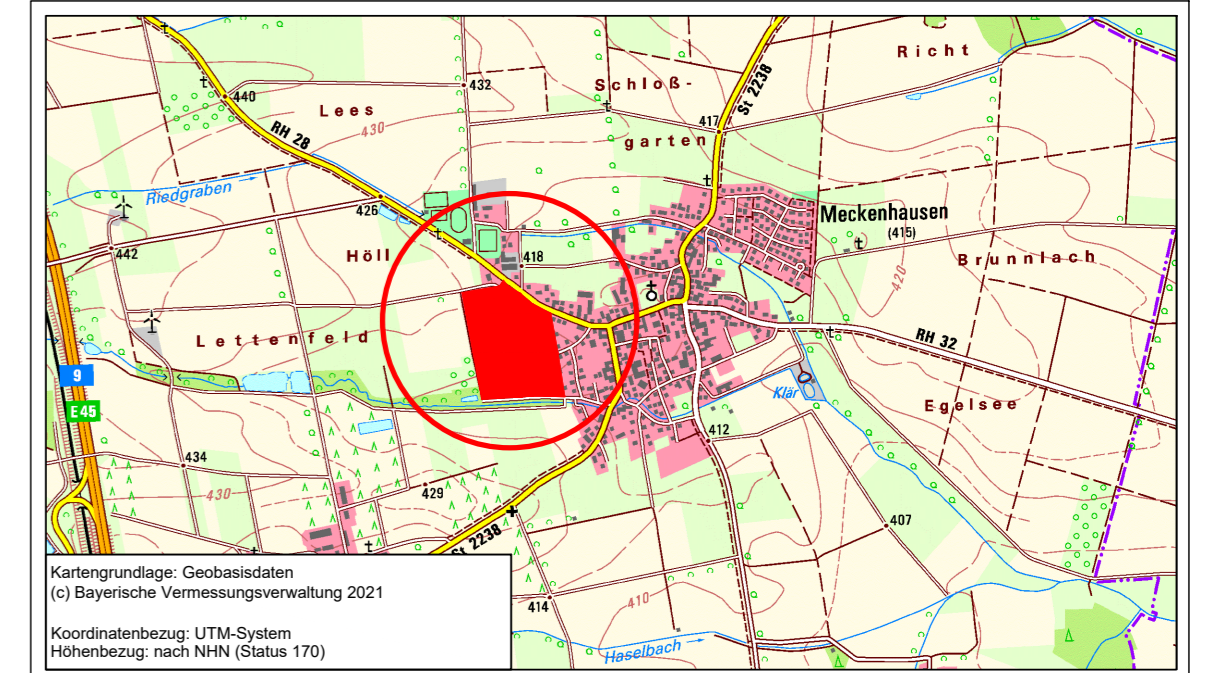 Richt
440
Lees
432
Schloß-
St 2238
430
417
RH 28
garten
Riedgraben
426
Meckenhausen
(415)
442
Höll
418
Brunnlach
420
Lettenfeld
RH 32
9
E 45
Klär
Egelsee
412
434
430
429
407
St 2238
414
410
Haselbach
Kartengrundlage: Geobasisdaten
(c) Bayerische Vermessungsverwaltung 2021
Koordinatenbezug: UTM-System
Höhenbezug: nach NHN (Status 170)